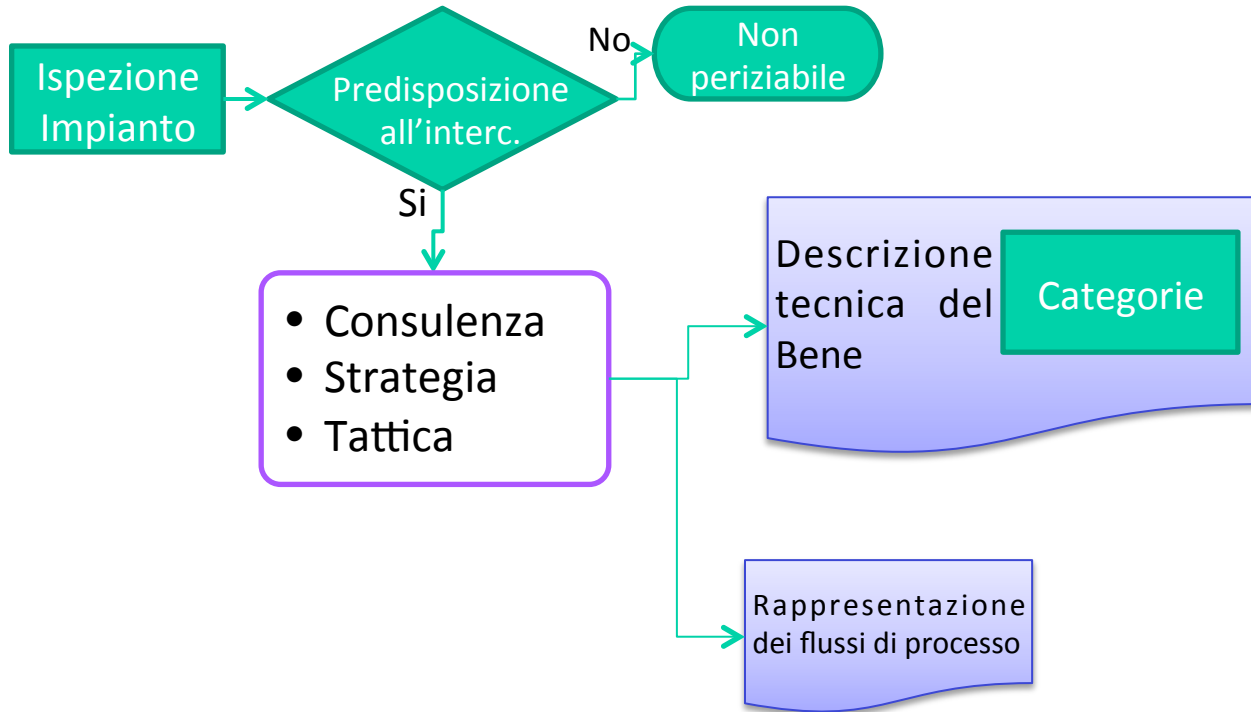 Ispezione
Impianto
Predisposizione
all'interc.
No
Non
periziabile
Si
• Consulenza
• Strategia
• Tattica
Descrizione
tecnica del
Bene
Categorie
Rappresentazione
dei flussi di processo